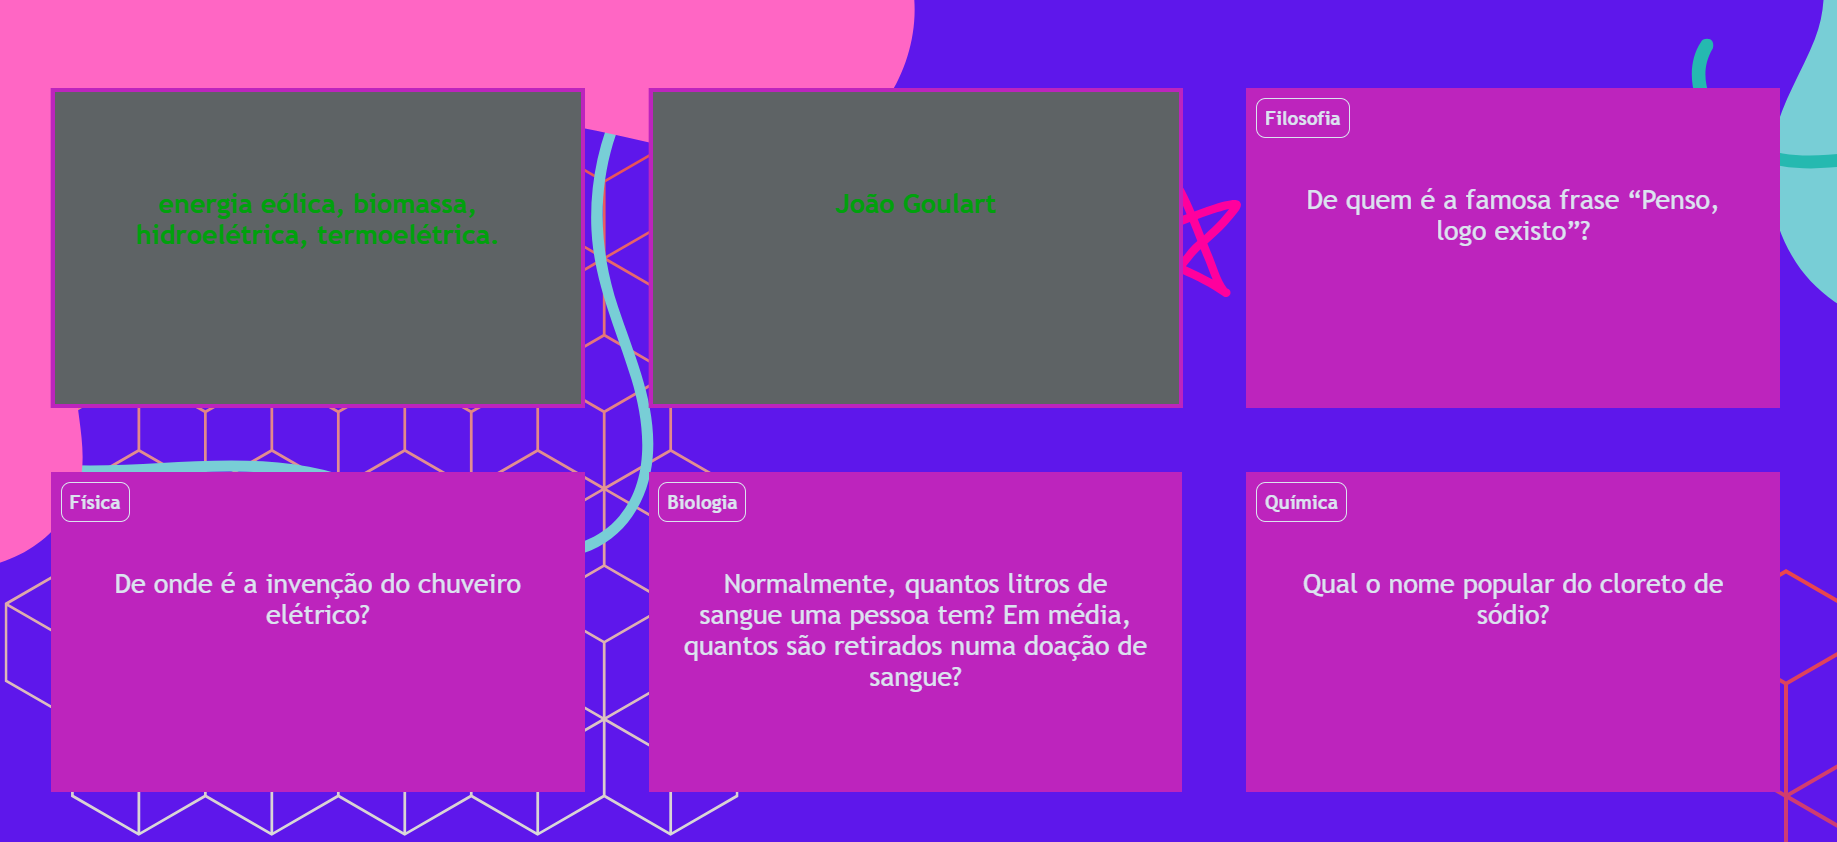 energia eólica, biomassa,
hidroelétrica, termoelétrica.
João Goulart
Filosofia
De quem é a famosa frase “Penso,
logo existo”?
Física
De onde é a invenção do chuveiro
elétrico?
Biologia
Normalmente, quantos litros de
sangue uma pessoa tem? Em média,
quantos são retirados numa doação de
sangue?
Química
Qual o nome popular do cloreto de
sódio?